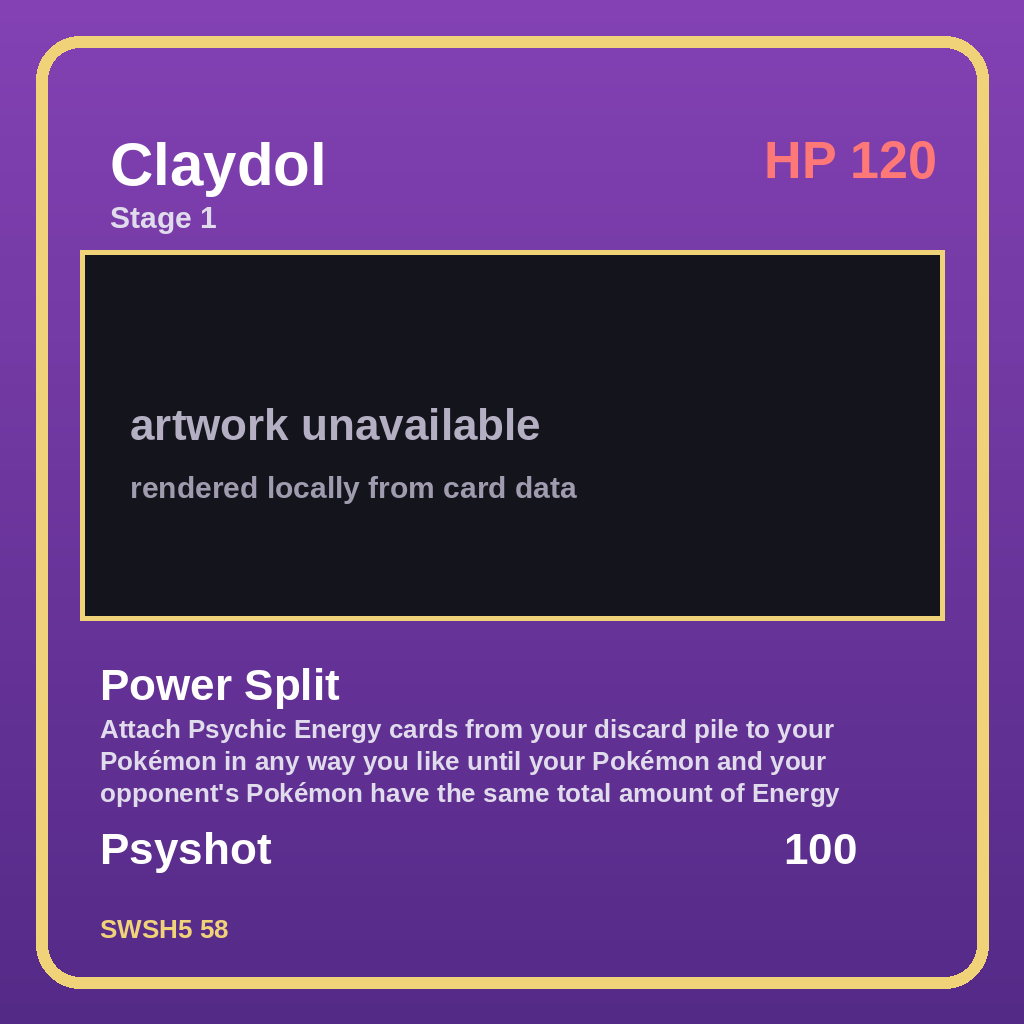 Claydol
HP 120
Stage 1
artwork unavailable
rendered locally from card data
Power Split
Attach Psychic Energy cards from your discard pile to your
Pokémon in any way you like until your Pokémon and your
opponent's Pokémon have the same total amount of Energy
Psyshot 100
SWSH5 58